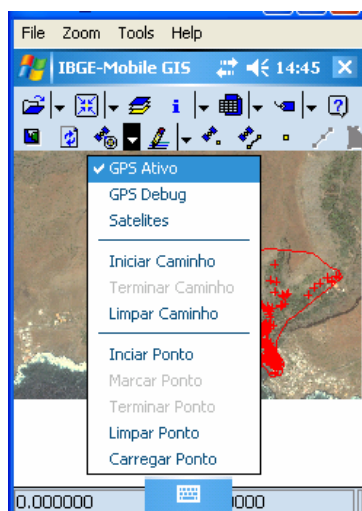 File Zoom Tools Help
IBGE-Mobile GIS 14:45
GPS Ativo
GPS Debug
Satelites
Iniciar Caminho
Terminar Caminho
Limpar Caminho
Inciar Ponto
Marcar Ponto
Terminar Ponto
Limpar Ponto
Carregar Ponto
0.000000 0000